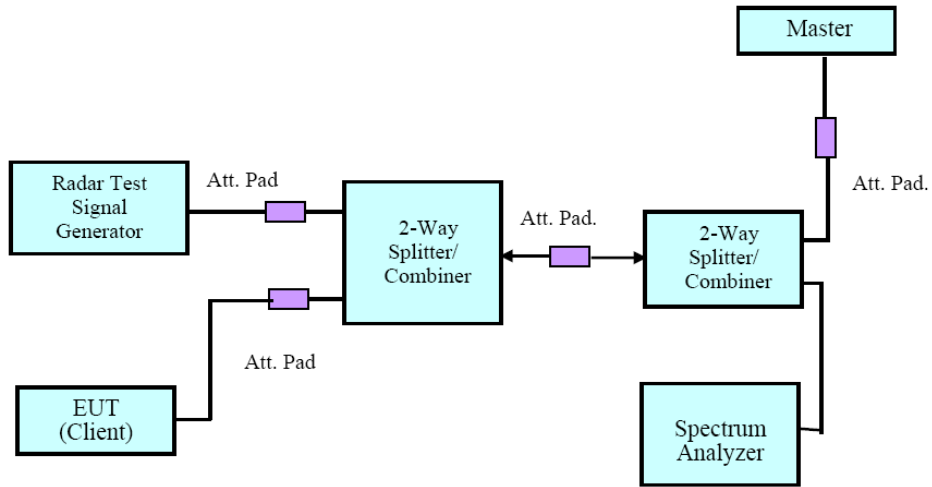 Master
Radar Test
Signal
Generator
Att. Pad
2-Way
Splitter/
Combiner
Att. Pad.
2-Way
Splitter/
Combiner
Att. Pad.
Att. Pad
EUT
(Client)
Spectrum
Analyzer